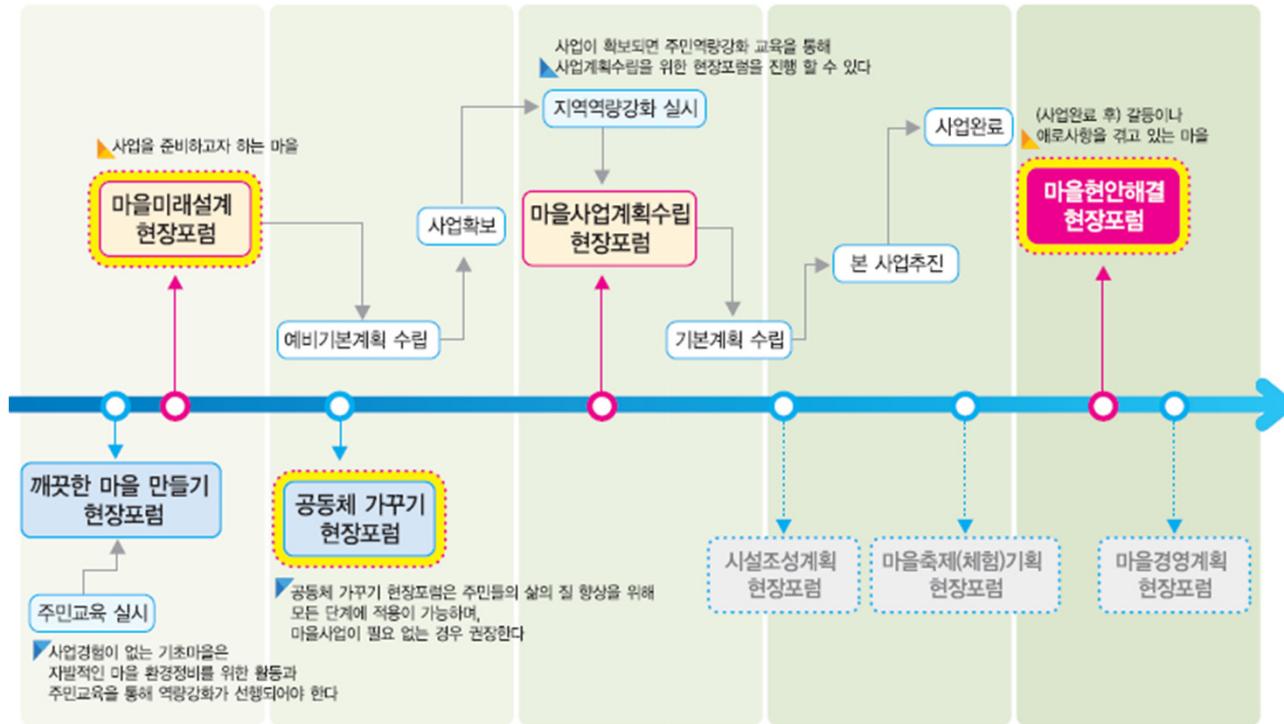 사업이 확보되면 주민역량강화 교육을 통해
사업계획수립을 위한 현장포럼을 진행 할 수 있다
지역역량강화 실시
사업완료
(사업완료 후) 갈등이나
애로사항을 겪고 있는 마을
사업을 준비하고자 하는 마을
마을미래설계
현장포럼
사업확보
마을사업계획수립
현장포럼
본 사업추진
마을현안해결
현장포럼
예비기본계획 수립
기본계획 수립
깨끗한 마을 만들기
현장포럼
공동체 가꾸기
현장포럼
시설조성계획
현장포럼
마을축제(체험)기획
현장포럼
마을경영계획
현장포럼
주민교육 실시
공동체 가꾸기 현장포럼은 주민들의 삶의 질 향상을 위해
모든 단계에 적용이 가능하며,
마을사업이 필요 없는 경우 권장한다
사업경험이 없는 기초마을은
자발적인 마을 환경정비를 위한 활동과
주민교육을 통해 역량강화가 선행되어야 한다